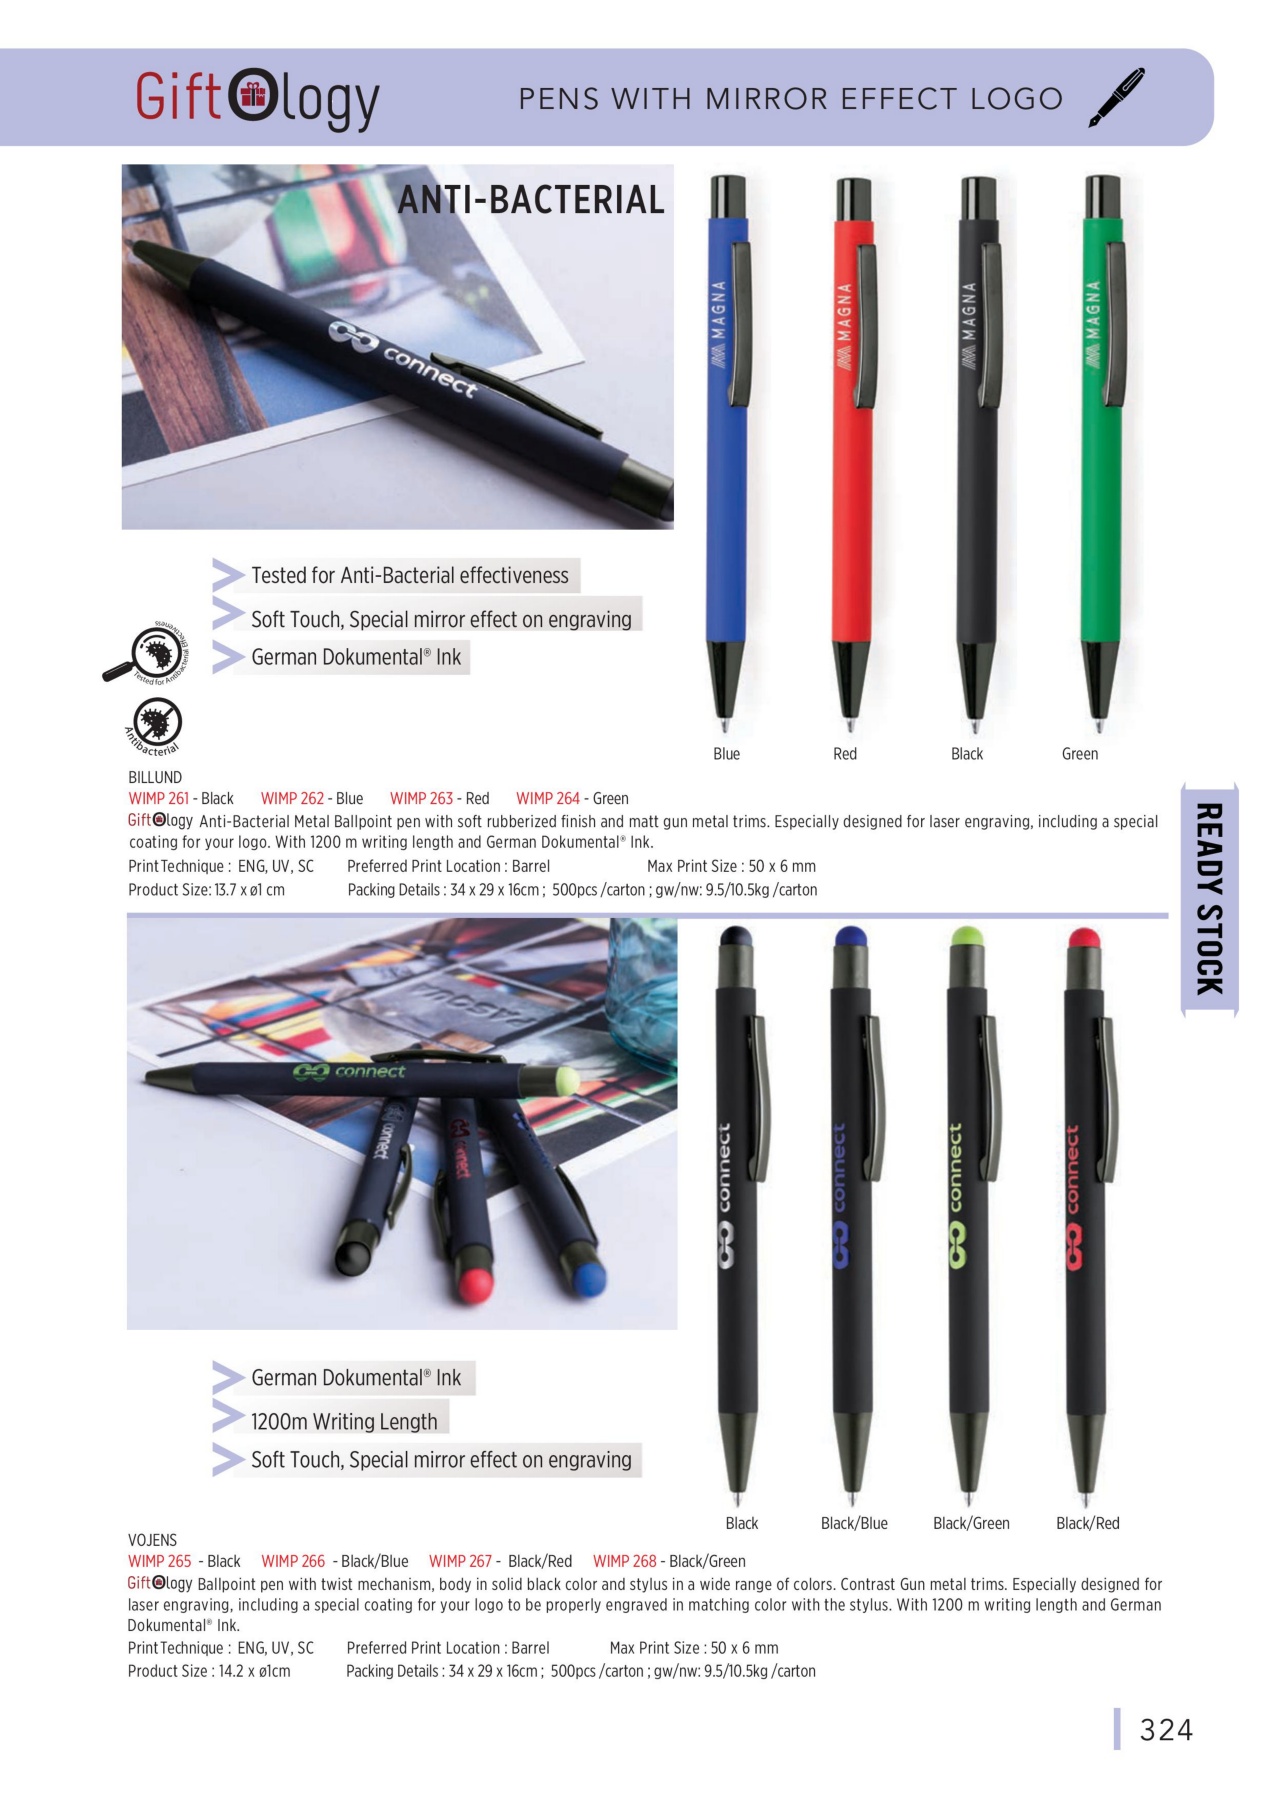 GiftOlogy
PENS WITH MIRROR EFFECT LOGO
ANTI-BACTERIAL
connect
MAGNA
MAGNA
MAGNA
MAGNA
Tested for Anti-Bacterial effectiveness
Soft Touch, Special mirror effect on engraving
German Dokumental® Ink
Tested for Antibacterial Effectiveness
Antibacterial
Blue
Red
Black
Green
BILLUND
WIMP 261 - Black WIMP 262 - Blue WIMP 263 - Red WIMP 264 - Green
GiftOlogy Anti-Bacterial Metal Ballpoint pen with soft rubberized finish and matt gun metal trims. Especially designed for laser engraving, including a special
coating for your logo. With 1200 m writing length and German Dokumental® Ink.
Print Technique : ENG, UV, SC Preferred Print Location : Barrel Max Print Size : 50 x 6 mm
Product Size: 13.7 x ø1 cm Packing Details : 34 x 29 x 16cm ; 500pcs /carton ; gw/nw: 9.5/10.5kg /carton
READY STOCK
connect
connect
connect
connect
connect
connect
connect
German Dokumental® Ink
1200m Writing Length
Soft Touch, Special mirror effect on engraving
Black
Black/Blue
Black/Green
Black/Red
VOJENS
WIMP 265 - Black WIMP 266 - Black/Blue WIMP 267 - Black/Red WIMP 268 - Black/Green
GiftOlogy Ballpoint pen with twist mechanism, body in solid black color and stylus in a wide range of colors. Contrast Gun metal trims. Especially designed for
laser engraving, including a special coating for your logo to be properly engraved in matching color with the stylus. With 1200 m writing length and German
Dokumental® Ink.
Print Technique : ENG, UV, SC Preferred Print Location : Barrel Max Print Size : 50 x 6 mm
Product Size : 14.2 x ø1cm Packing Details : 34 x 29 x 16cm ; 500pcs /carton ; gw/nw: 9.5/10.5kg /carton
324